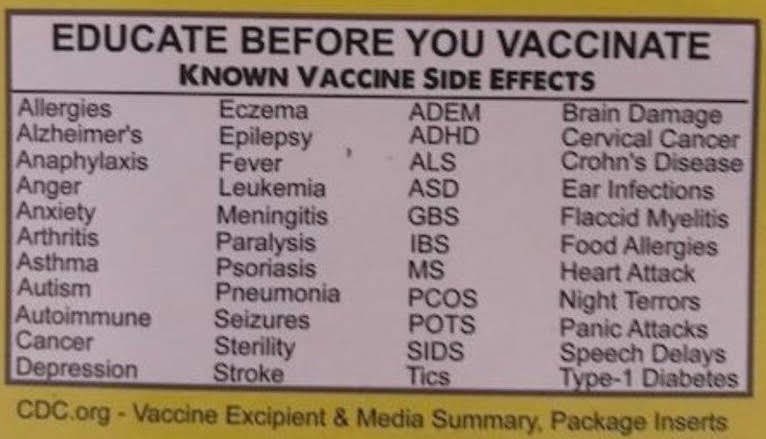 EDUCATE BEFORE YOU VACCINATE
KNOWN VACCINE SIDE EFFECTS
Allergies Eczema ADEM Brain Damage
Alzheimer's Epilepsy ADHD Cervical Cancer
Anaphylaxis Fever ALS Crohn's Disease
Anger Leukemia ASD Ear Infections
Anxiety Meningitis GBS Flaccid Myelitis
Arthritis Paralysis IBS Food Allergies
Asthma Psoriasis MS Heart Attack
Autism Pneumonia PCOS Night Terrors
Autoimmune Seizures POTS Panic Attacks
Cancer Sterility SIDS Speech Delays
Depression Stroke Tics Type-1 Diabetes
CDC.org - Vaccine Excipient & Media Summary, Package Inserts